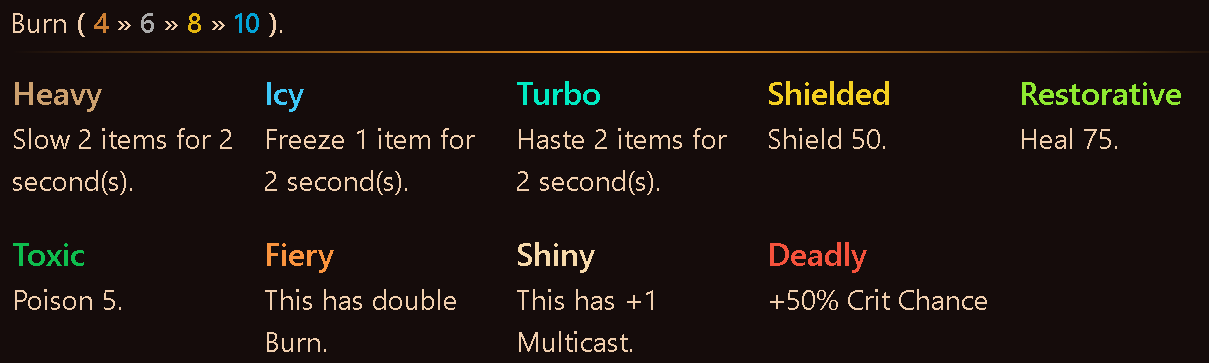 Burn ( 4 » 6 » 8 » 10 ).
Heavy
Slow 2 items for 2
second(s).
Icy
Freeze 1 item for
2 second(s).
Turbo
Haste 2 items for
2 second(s).
Shielded
Shield 50.
Restorative
Heal 75.
Toxic
Poison 5.
Fiery
This has double
Burn.
Shiny
This has +1
Multicast.
Deadly
+50% Crit Chance